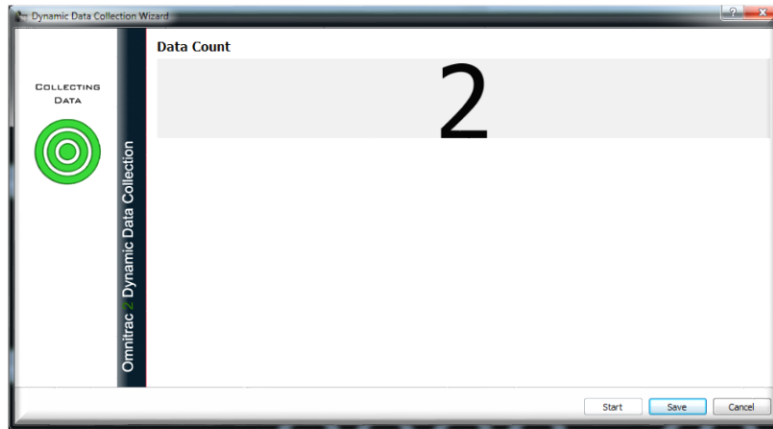 Dynamic Data Collection Wizard
Data Count
2
COLLECTING
DATA
Omnitrac 2 Dynamic Data Collection
Start Save Cancel